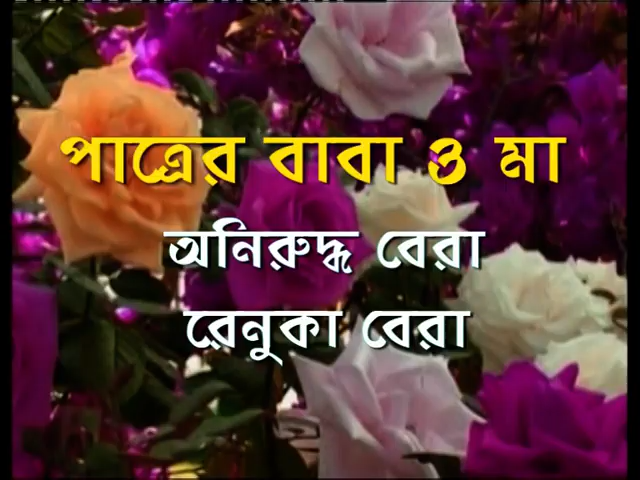 পাত্রের বাবা ও মা
অনিরুদ্ধ বেরা
রেনুকা বেরা